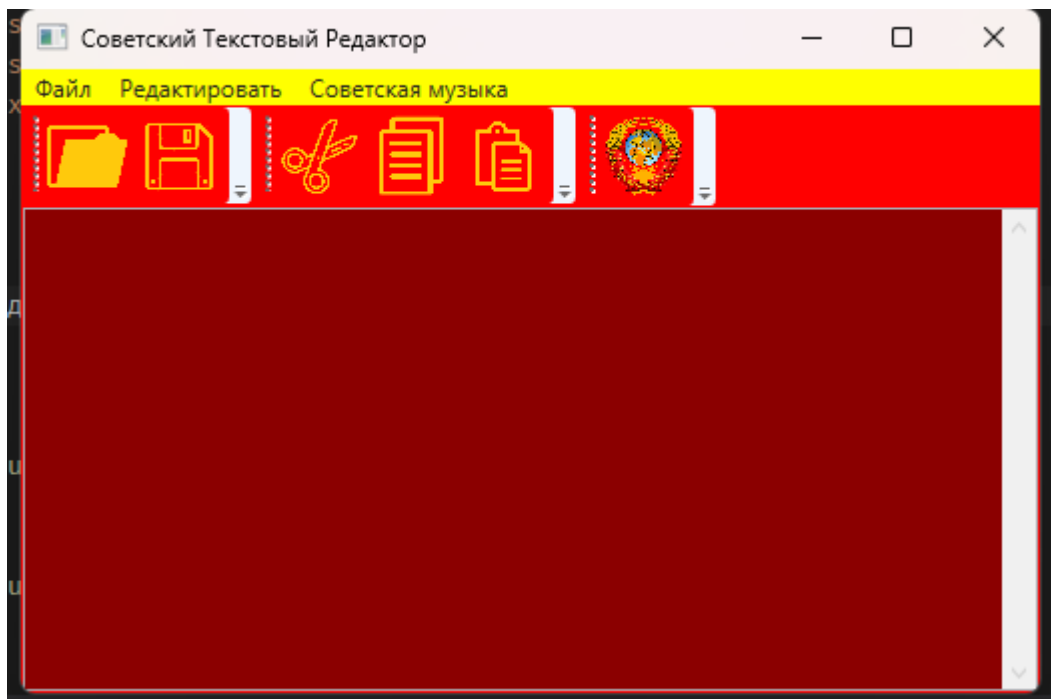 Советский Текстовый Редактор
Файл Редактировать Советская музыка